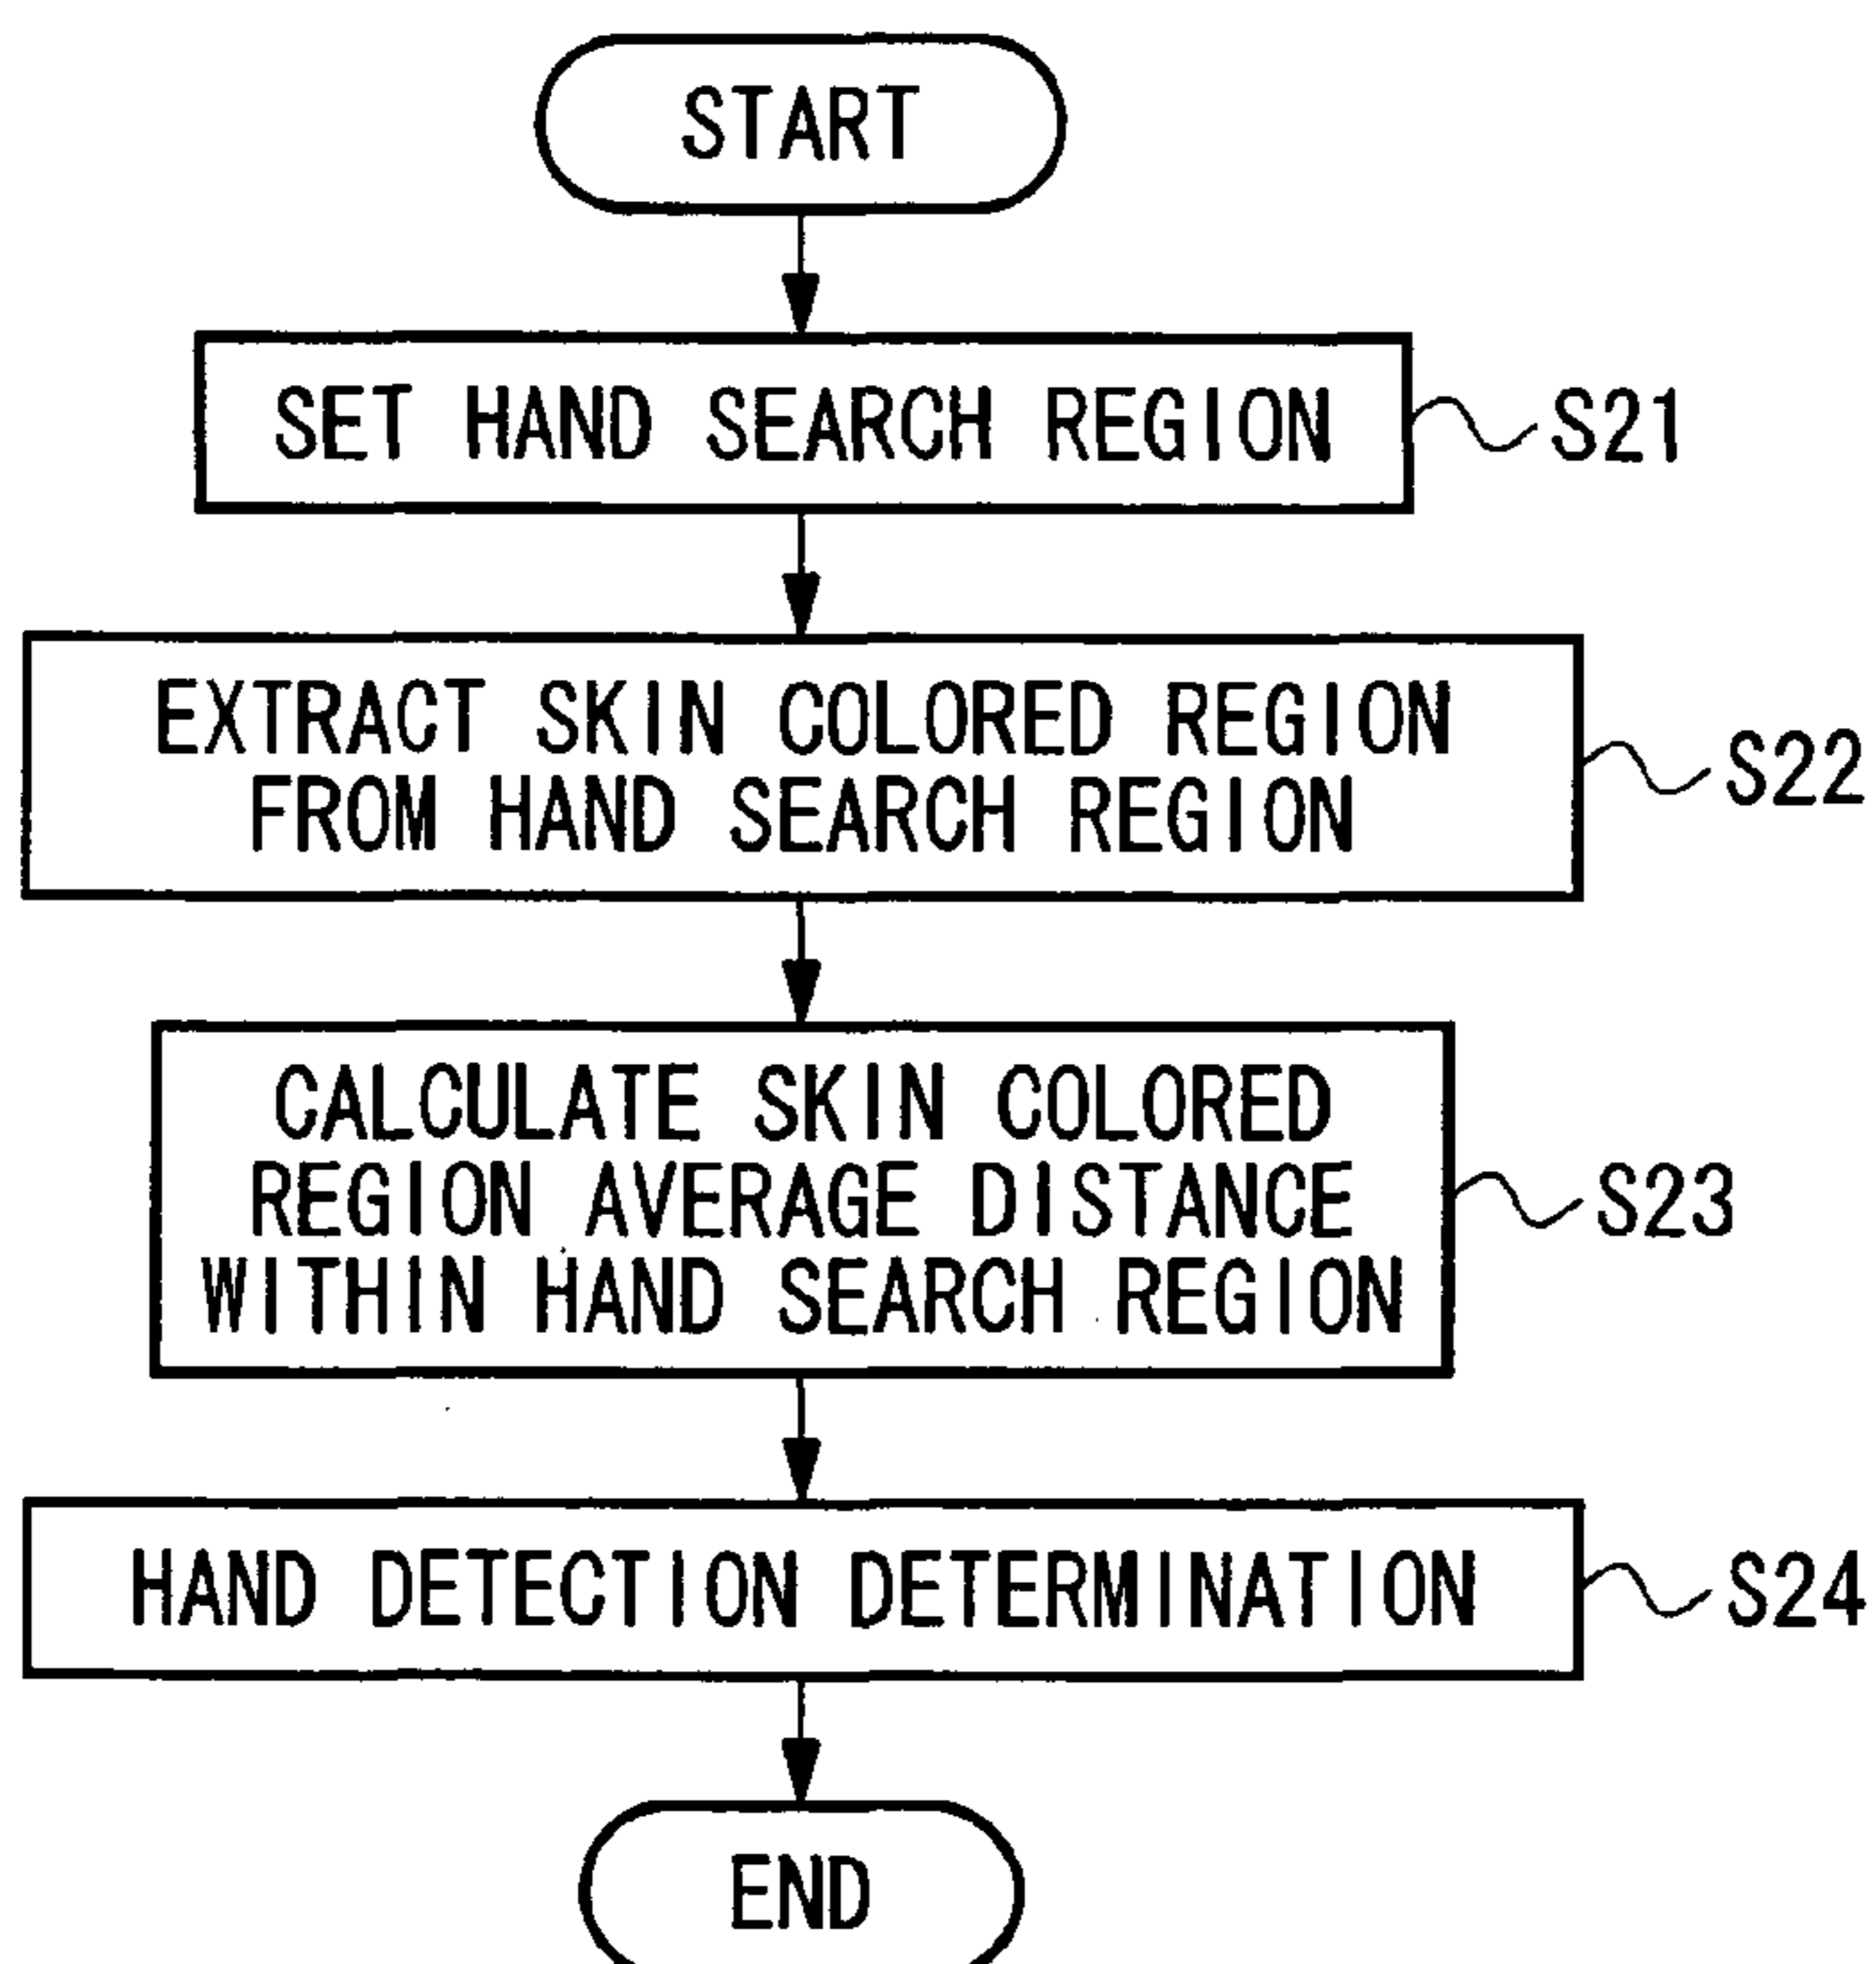 START
SET HAND SEARCH REGION
S21
EXTRACT SKIN COLORED REGION
FROM HAND SEARCH REGION
S22
CALCULATE SKIN COLORED
REGION AVERAGE DISTANCE
WITHIN HAND SEARCH REGION
S23
HAND DETECTION DETERMINATION
S24
END